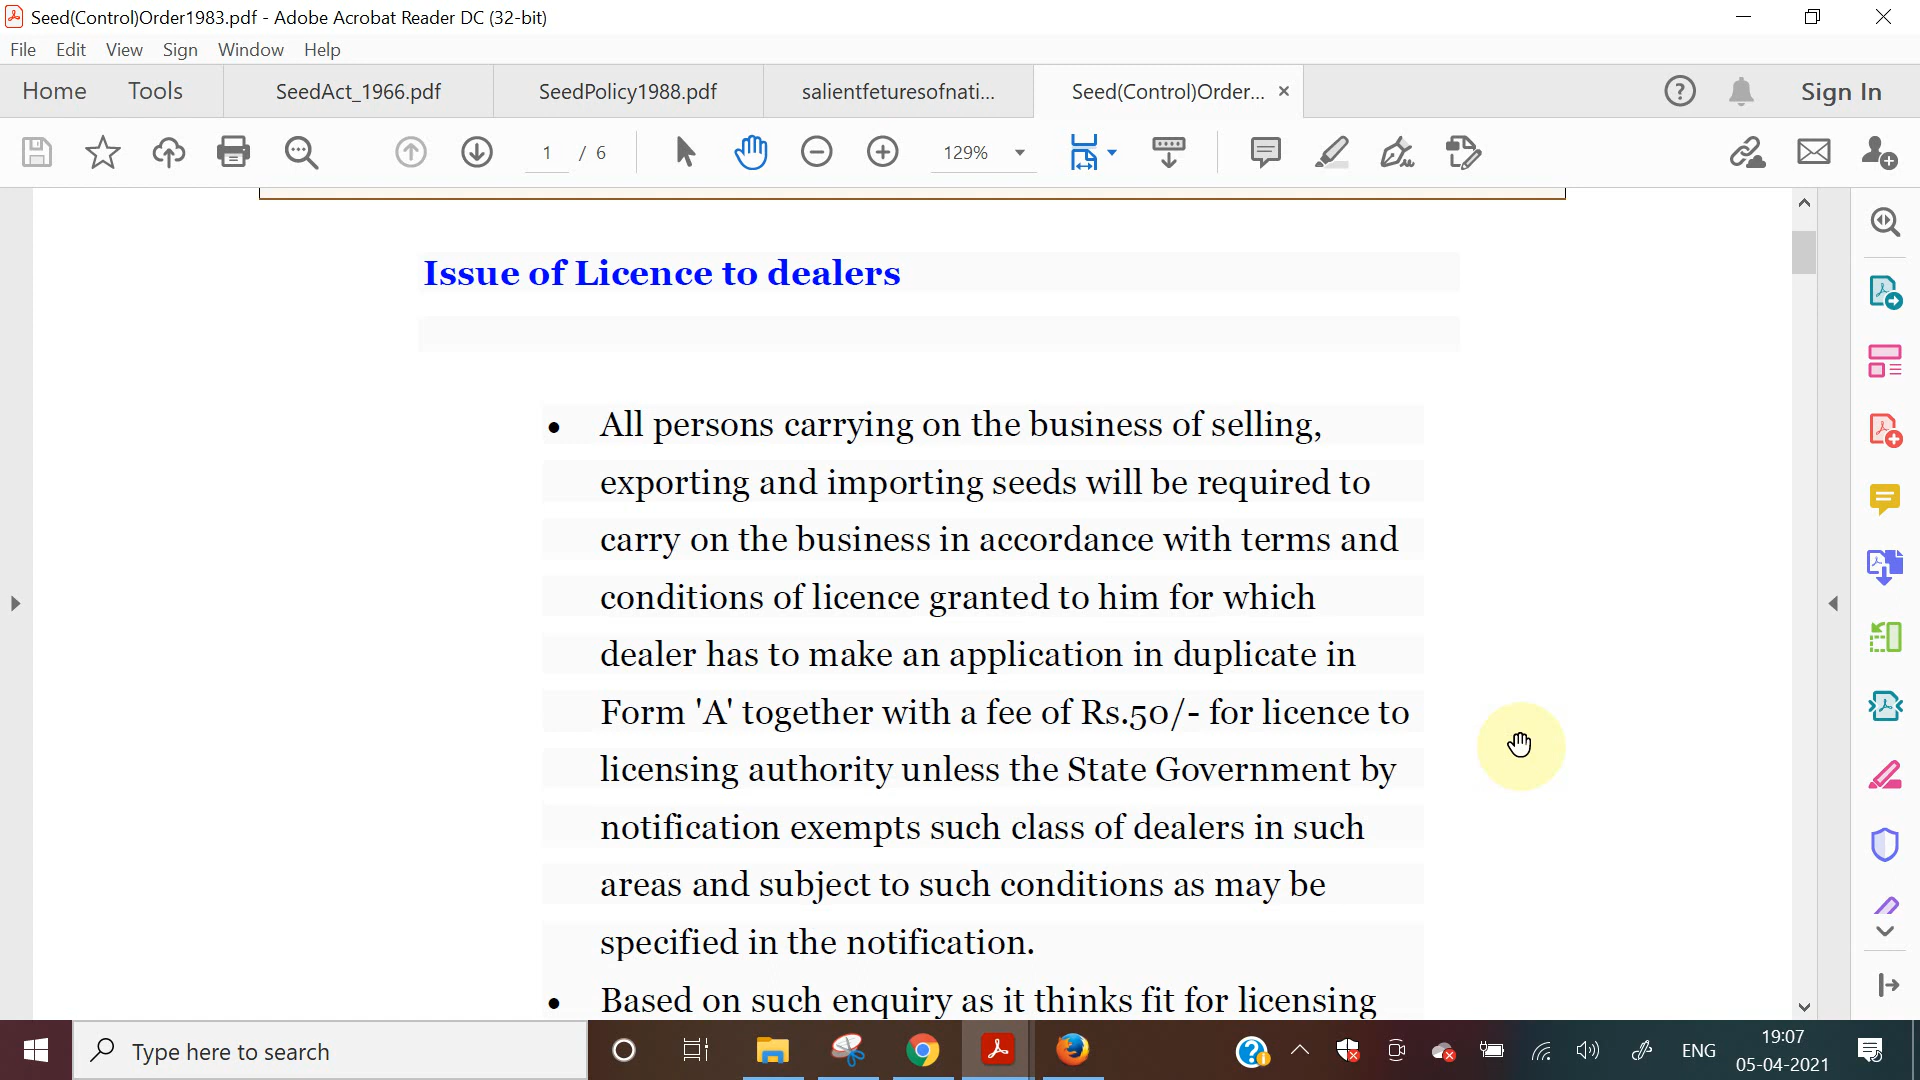 Seed(Control)Order1983.pdf - Adobe Acrobat Reader DC (32-bit)
File Edit View Sign Window Help
Home Tools SeedAct_1966.pdf SeedPolicy1988.pdf salientfeturesofnati... Seed(Control)Order... × Sign In
1 / 6 129%
Issue of Licence to dealers
• All persons carrying on the business of selling,
exporting and importing seeds will be required to
carry on the business in accordance with terms and
conditions of licence granted to him for which
dealer has to make an application in duplicate in
Form 'A' together with a fee of Rs.50/- for licence to
licensing authority unless the State Government by
notification exempts such class of dealers in such
areas and subject to such conditions as may be
specified in the notification.
• Based on such enquiry as it thinks fit for licensing
Type here to search
ENG
19:07
05-04-2021